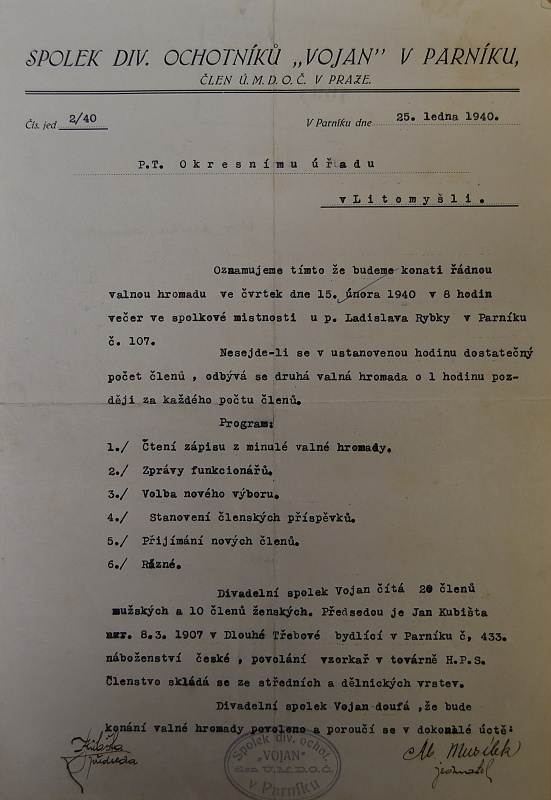 SPOLEK DIV. OCHOTNÍKŮ „VOJAN” V PARNÍKU,
ČLEN Ú.M.D.O.Č. V PRAZE.
Čís. jed 2/40
V Parníku dne 25. ledna 1940.
P.T. Okresnímu úřadu
v Litomyšli.
Oznamujeme tímto že budeme konati řádnou
valnou hromadu ve čtvrtek dne 15. února 1940 v 8 hodin
večer ve spolkové mistnosti u p. Ladislava Rybky v Parníku
č. 107.
Nesejde-li se v ustanovenou hodinu dostatečný
počet členů , odbývá se druhá valná hromada o 1 hodinu poz-
ději za každého počtu členů.
Program:
1./ Čtení zápisu z minulé valné hromady.
2./ Zprávy funkcionářů.
3./ Volba nového výboru.
4./ Stanovení členských příspěvků.
5./ Přijímání nových členů.
6./ Různé.
Divadelní spolek Vojan čítá 20 členů
mužských a 10 členů ženských. Předsedou je Jan Kubišta
nar. 8.3. 1907 v Dlouhé Třebové bydlící v Parníku č, 433.
náboženství české , povolání vzorkař v továrně H.P.S.
Členstvo skládá se ze středních a dělnických vrstev.
Divadelní spolek Vojan doufá ,že bude
konání valné hromady povoleno a poroučí se v dokonalé úctě:
předseda
Spolek div. ochot.
„VOJAN”
člen Ú.M.D.O.Č.
v Parníku
M. Musílek
jednatel